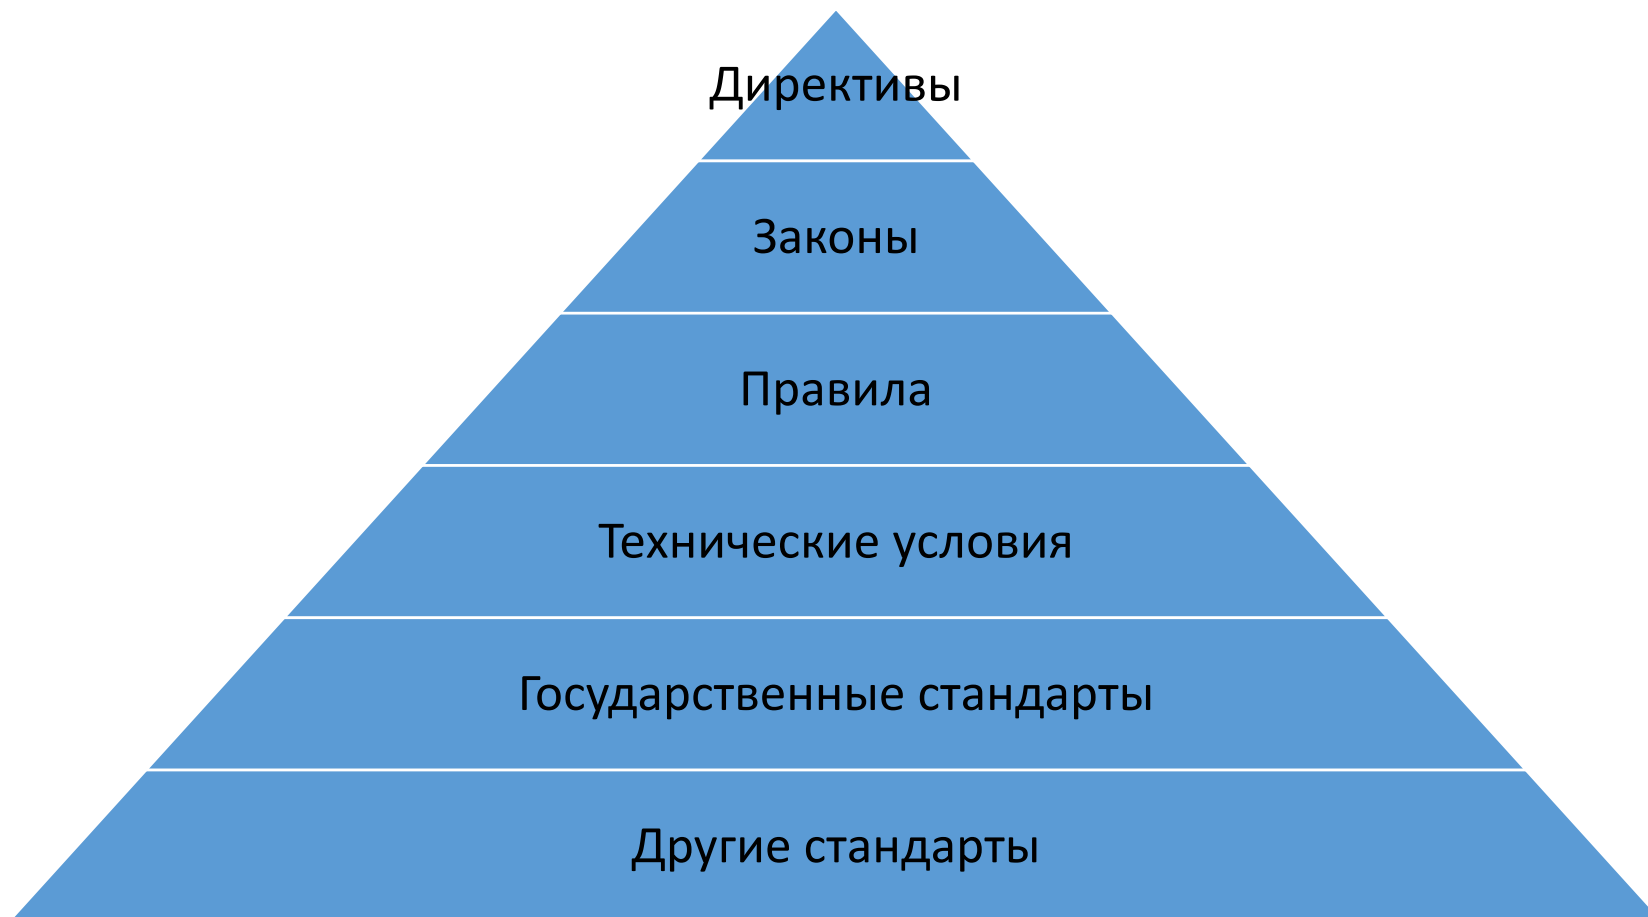 Директивы
Законы
Правила
Технические условия
Государственные стандарты
Другие стандарты